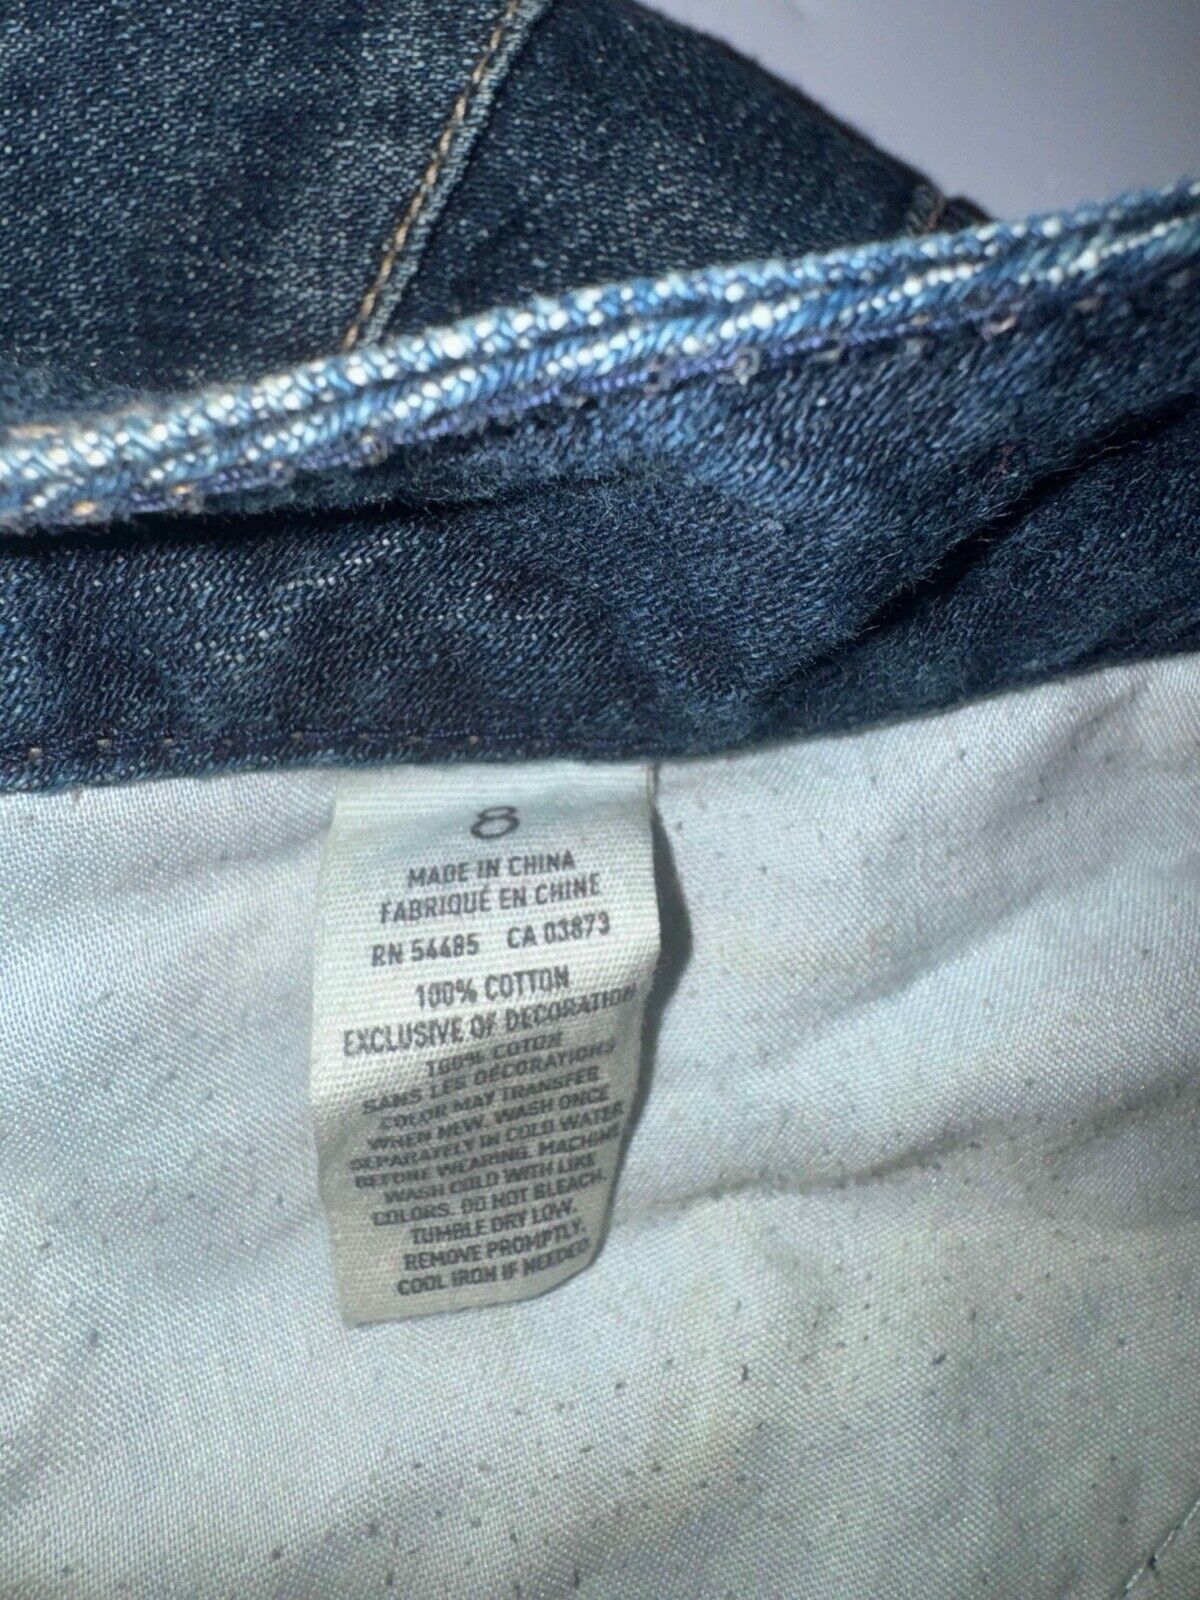 8
MADE IN CHINA
FABRIQUÉ EN CHINE
RN 54485 CA 03873
100% COTTON
EXCLUSIVE OF DECORATION
100% COTON
SANS LES DÉCORATIONS
COLOR MAY TRANSFER
WHEN NEW. WASH ONCE
SEPARATELY IN COLD WATER
BEFORE WEARING. MACHINE
WASH COLD WITH LIKE
COLORS. DO NOT BLEACH.
TUMBLE DRY LOW.
REMOVE PROMPTLY.
COOL IRON IF NEEDED